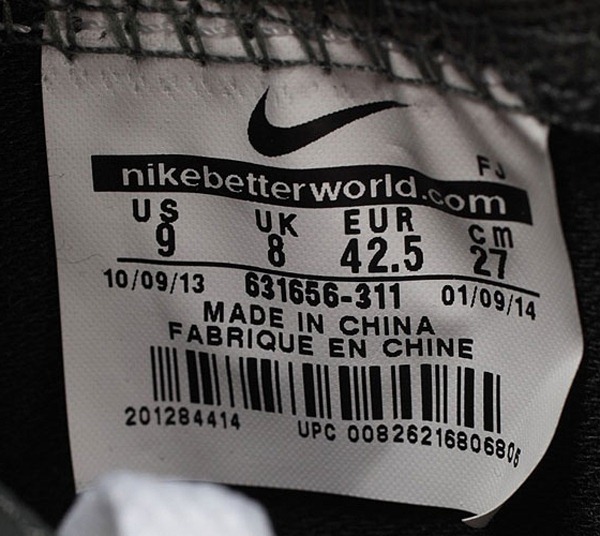 FJ
nikebetterworld.com
US UK EUR cm
9 8 42.5 27
10/09/13 631656-311 01/09/14
MADE IN CHINA
FABRIQUE EN CHINE
201284414 UPC 00826216806806